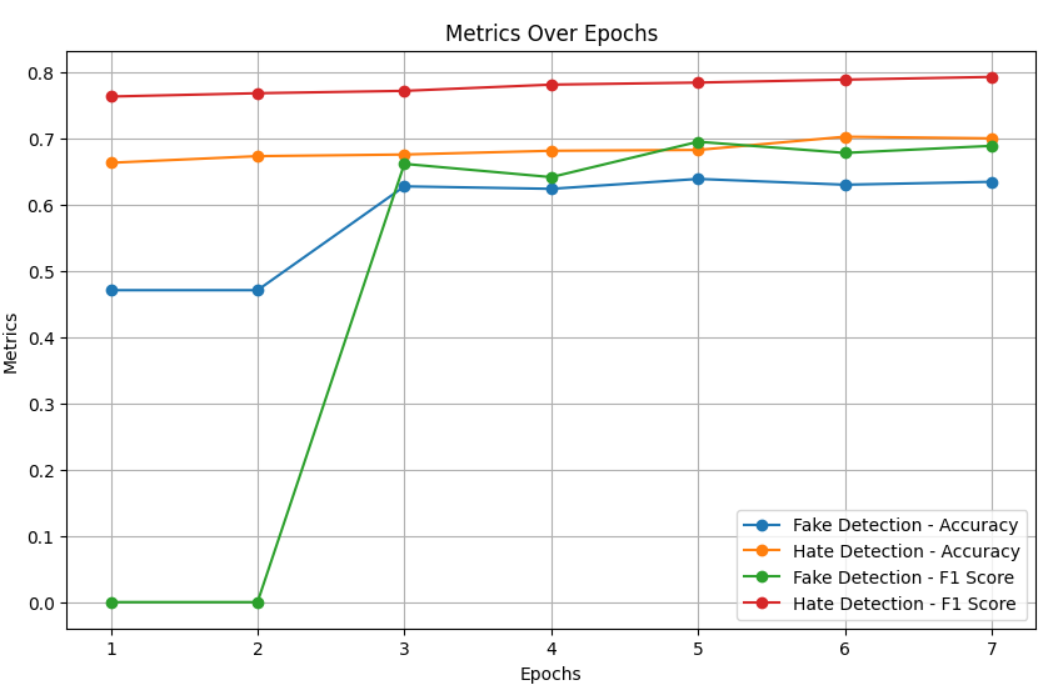 Metrics Over Epochs
0.8
0.7
0.6
0.5
0.4
0.3
0.2
0.1
0.0
Metrics
Fake Detection - Accuracy
Hate Detection - Accuracy
Fake Detection - F1 Score
Hate Detection - F1 Score
1 2 3 4 5 6 7
Epochs